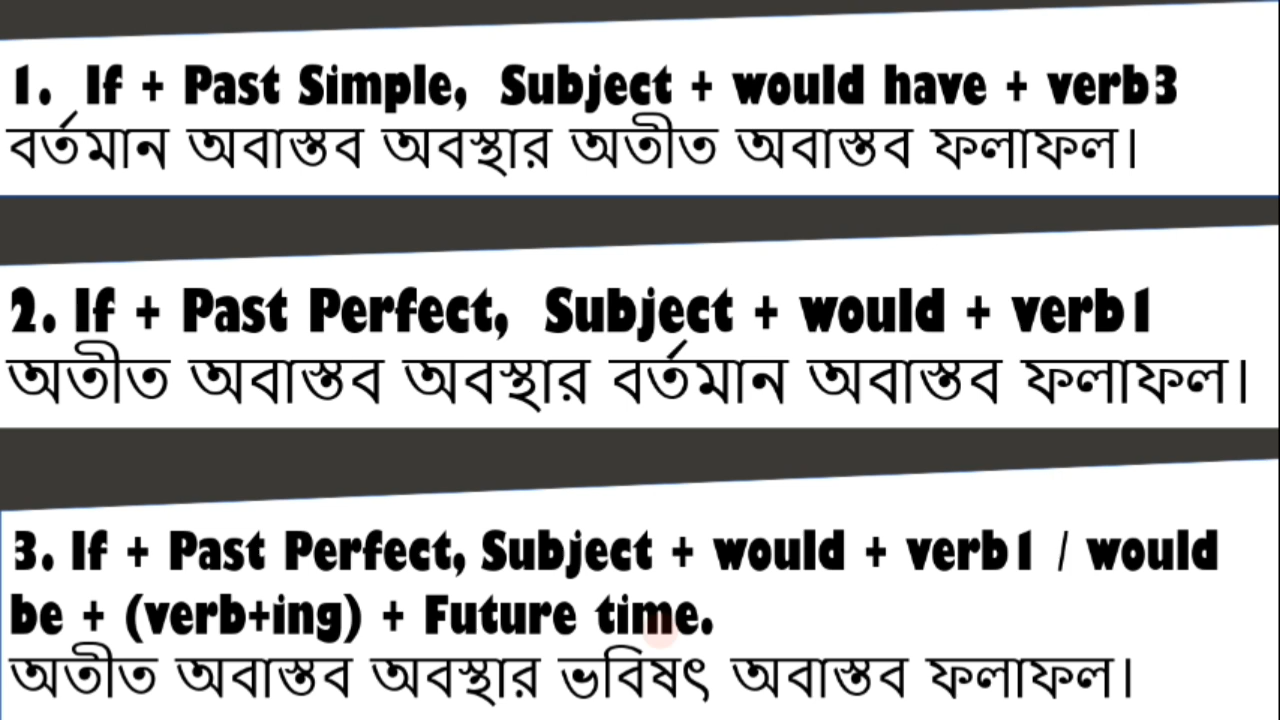 1. If + Past Simple, Subject + would have + verb3
বর্তমান অবাস্তব অবস্থার অতীত অবাস্তব ফলাফল।
2. If + Past Perfect, Subject + would + verb1
অতীত অবাস্তব অবস্থার বর্তমান অবাস্তব ফলাফল।
3. If + Past Perfect, Subject + would + verb1 / would
be + (verb+ing) + Future time.
অতীত অবাস্তব অবস্থার ভবিষৎ অবাস্তব ফলাফল।